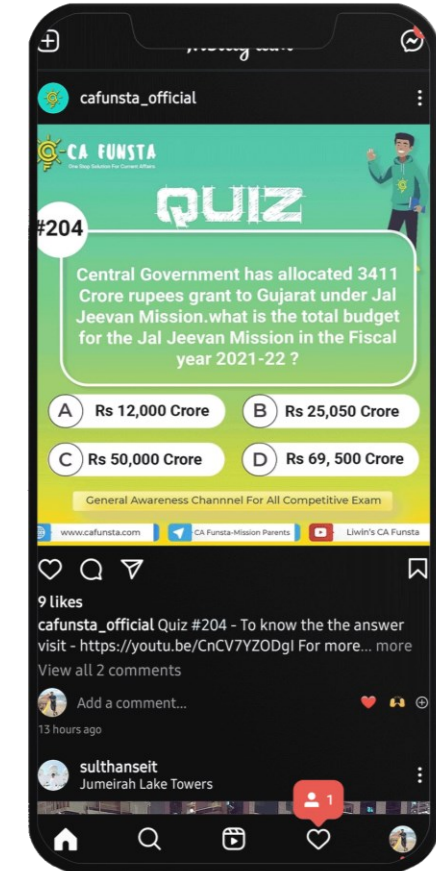 cafunsta_official
CA FUNSTA
One Stop Solution For Current Affairs
QUIZ
#204
Central Government has allocated 3411
Crore rupees grant to Gujarat under Jal
Jeevan Mission.what is the total budget
for the Jal Jeevan Mission in the Fiscal
year 2021-22 ?
A Rs 12,000 Crore
B Rs 25,050 Crore
C Rs 50,000 Crore
D Rs 69, 500 Crore
General Awareness Channnel For All Competitive Exam
www.cafunsta.com CA Funsta-Mission Parents Liwin's CA Funsta
9 likes
cafunsta_official Quiz #204 - To know the the answer
visit - https://youtu.be/CnCV7YZODgI For more... more
View all 2 comments
Add a comment...
13 hours ago
sulthanseit
Jumeirah Lake Towers
1